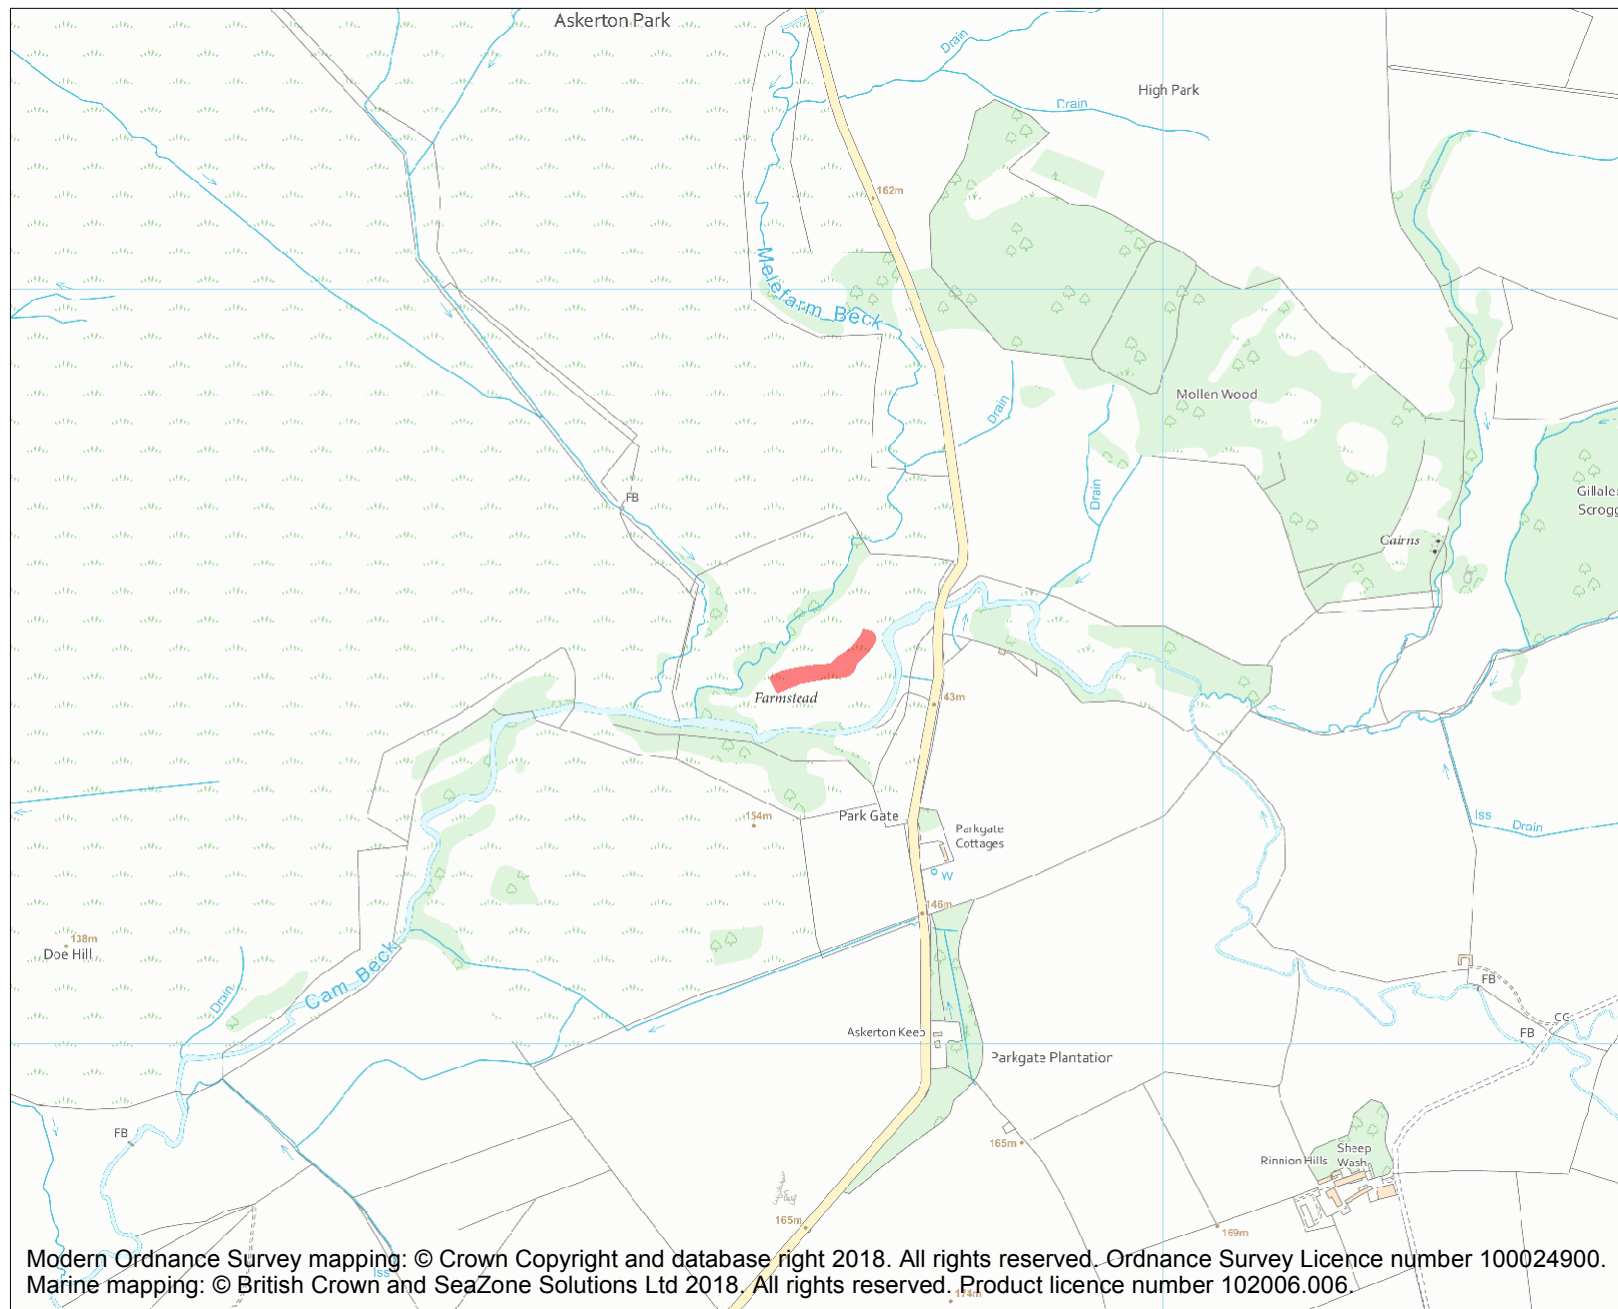 Askerton Park
Drain
High Park
Drain
162m
Melefarm Beck
Mollen Wood
Drain
Drain
FB
Gillale
Scrogg
Cairns
Farmstead
143m
154m
Park Gate
Parkgate
Cottages
W
Iss
Drain
146m
138m
Doe Hill
Cam Beck
Drain
FB
CG
FB
Askerton Keep
Parkgate Plantation
FB
165m
Sheep
Wash
Rinnion Hills
165m
169m
Modern Ordnance Survey mapping: © Crown Copyright and database right 2018. All rights reserved. Ordnance Survey Licence number 100024900.
Iss
Marine mapping: © British Crown and SeaZone Solutions Ltd 2018. All rights reserved. Product licence number 102006.006.
174m